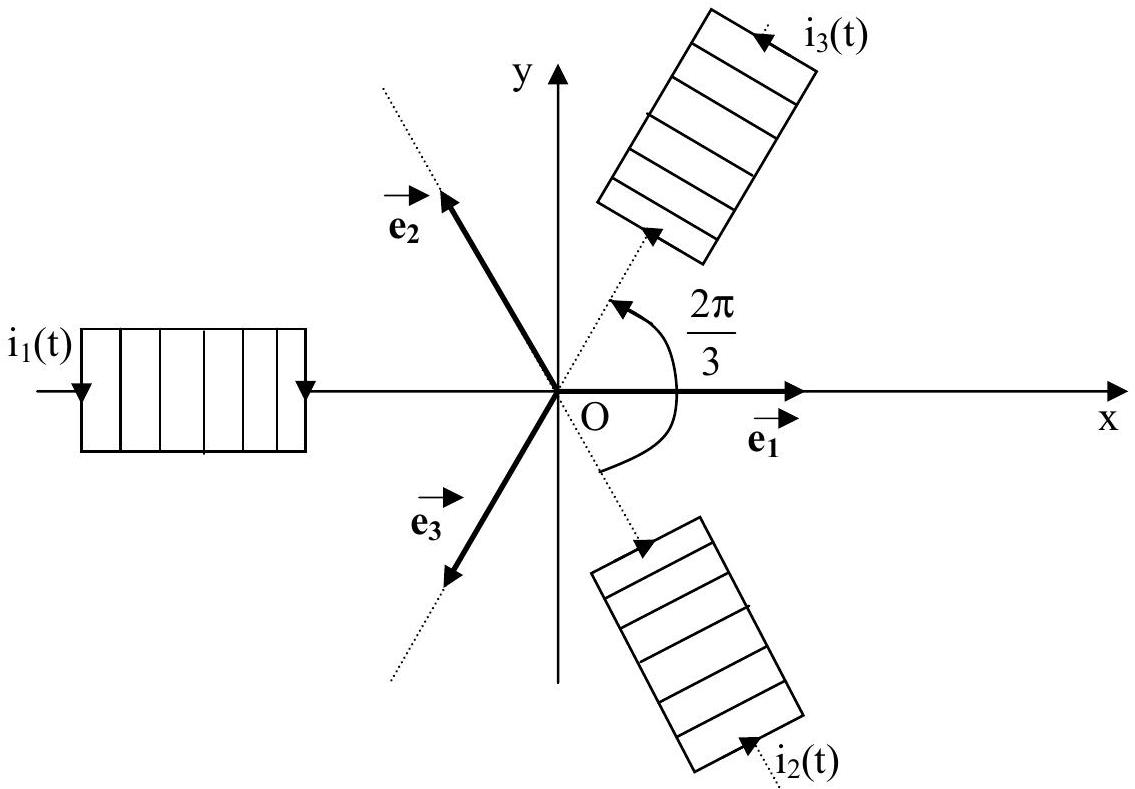 i₃(t)
y
e₂
2π
3
i₁(t)
O
e₁
x
e₃
i₂(t)